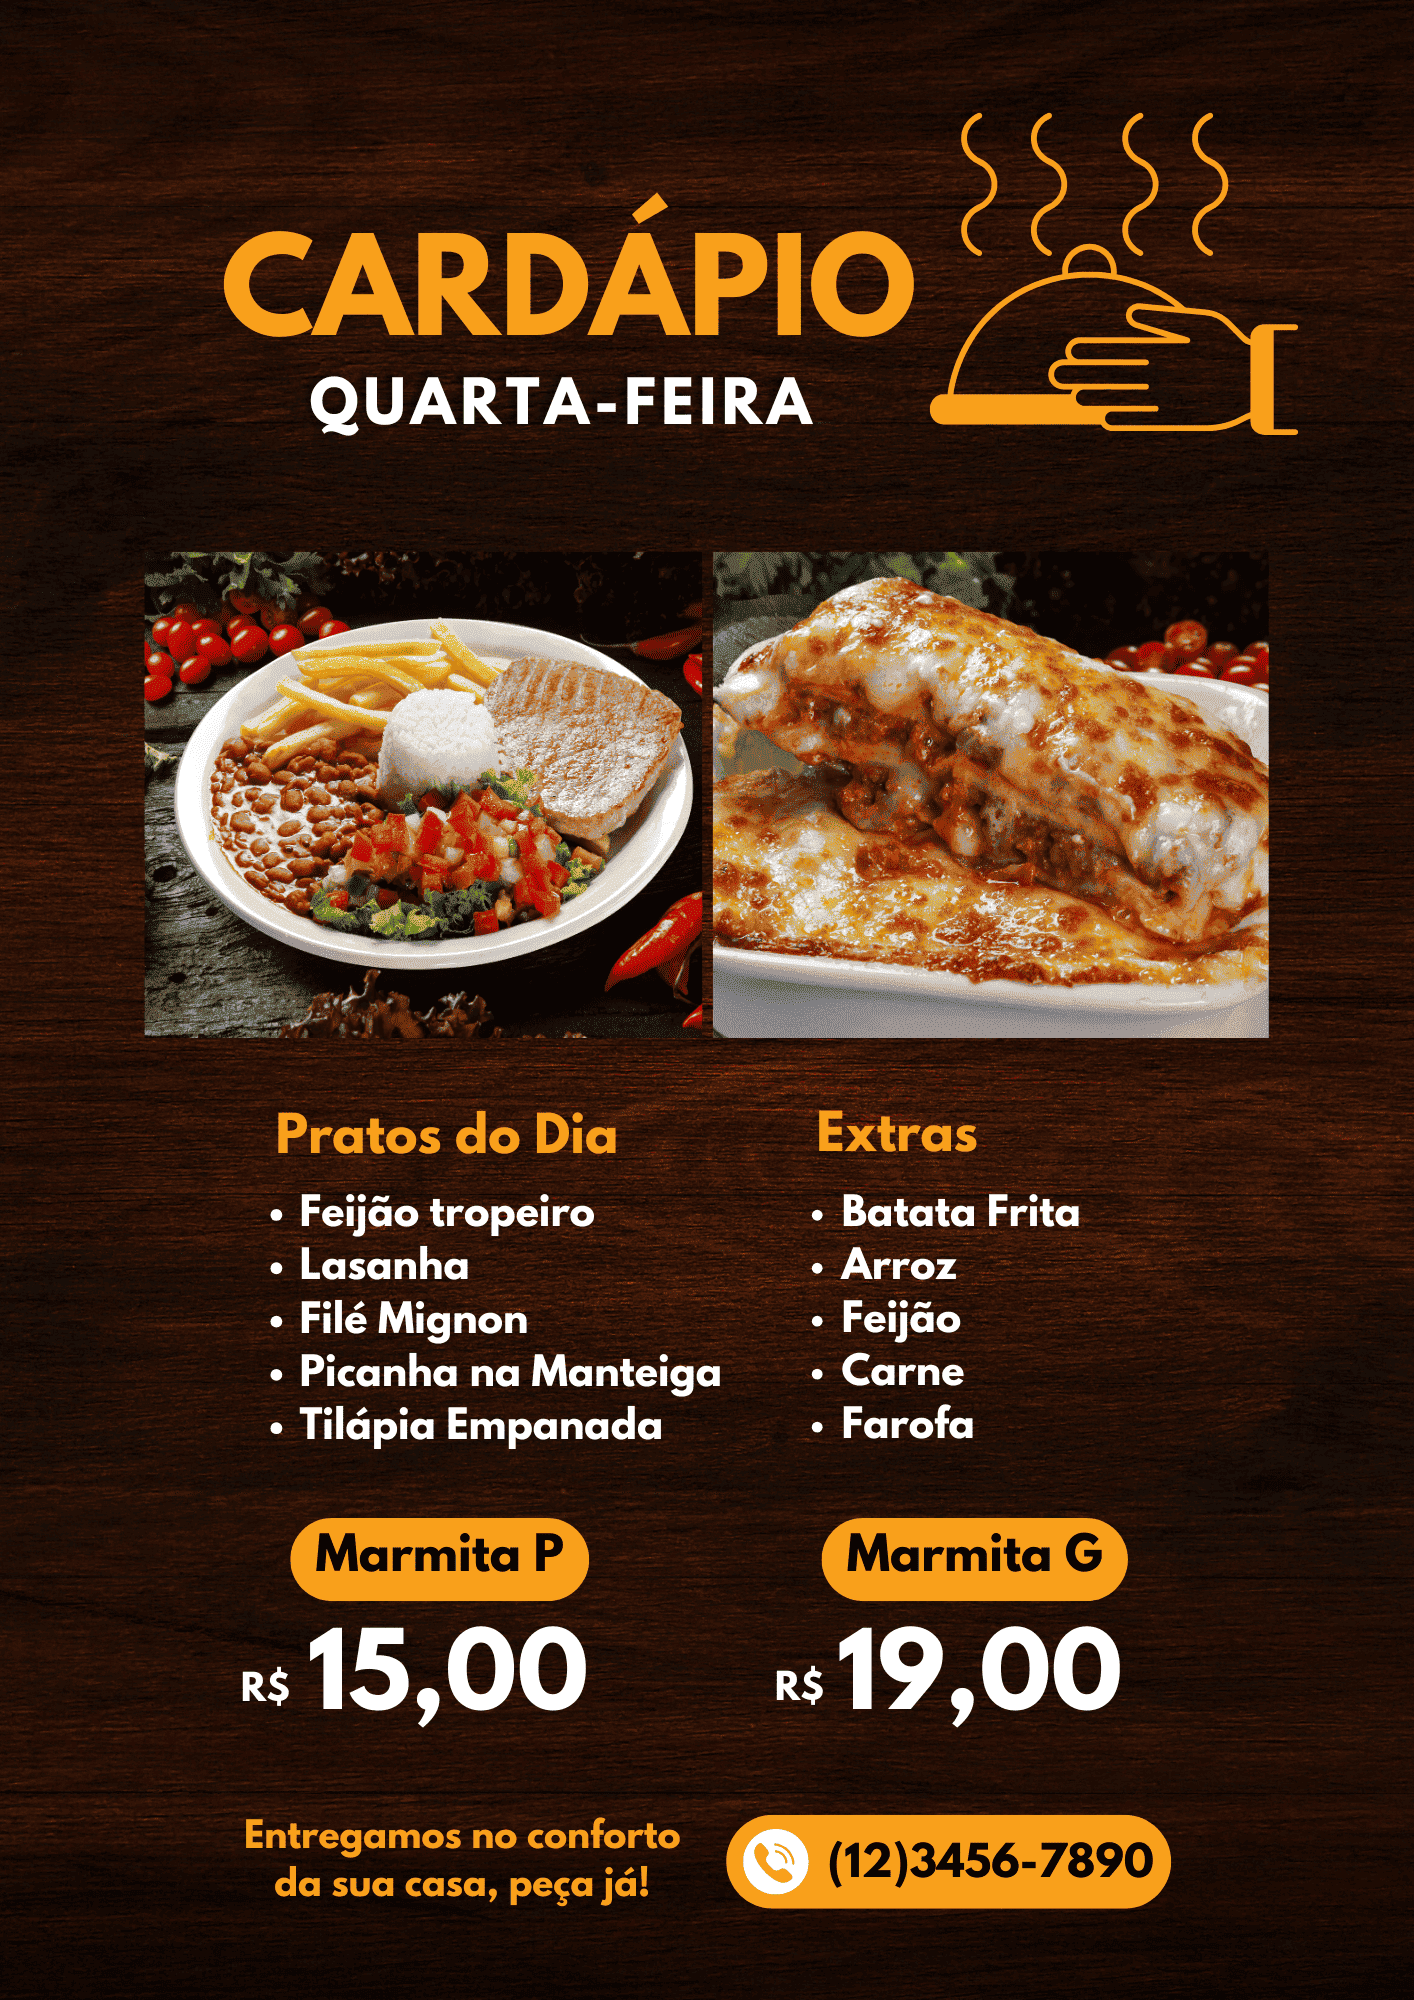 CARDÁPIO
QUARTA-FEIRA
Pratos do Dia
• Feijão tropeiro
• Lasanha
• Filé Mignon
• Picanha na Manteiga
• Tilápia Empanada
Extras
• Batata Frita
• Arroz
• Feijão
• Carne
• Farofa
Marmita P
R$ 15,00
Marmita G
R$ 19,00
Entregamos no conforto
da sua casa, peça já!
(12)3456-7890